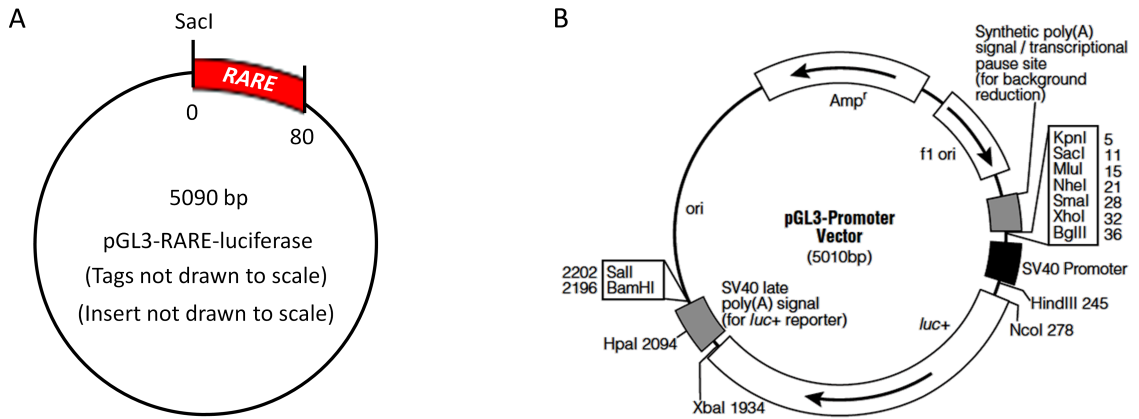 A
SacI
RARE
0
80
5090 bp
pGL3-RARE-luciferase
(Tags not drawn to scale)
(Insert not drawn to scale)
B
Synthetic poly(A)
signal / transcriptional
pause site
(for background
reduction)
Ampr
f1 ori
KpnI 5
SacI 11
MluI 15
NheI 21
SmaI 28
XhoI 32
BglII 36
ori
pGL3-Promoter
Vector
(5010bp)
SV40 Promoter
2202 SalI
2196 BamHI
SV40 late
poly(A) signal
(for luc+ reporter)
HindIII 245
luc+
NcoI 278
HpaI 2094
XbaI 1934